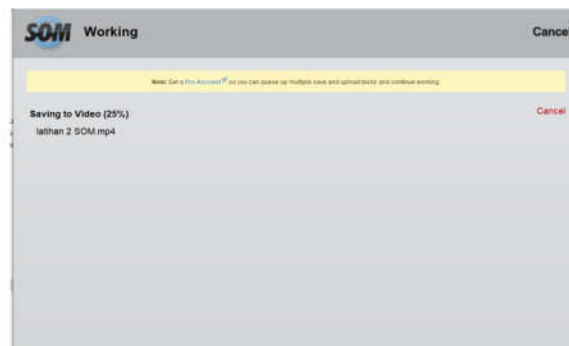 SOM Working
Cancel
Note: Get a Pro Account so you can queue up multiple save and upload tasks and continue working.
Saving to Video (25%)
Cancel
latihan 2 SOM.mp4